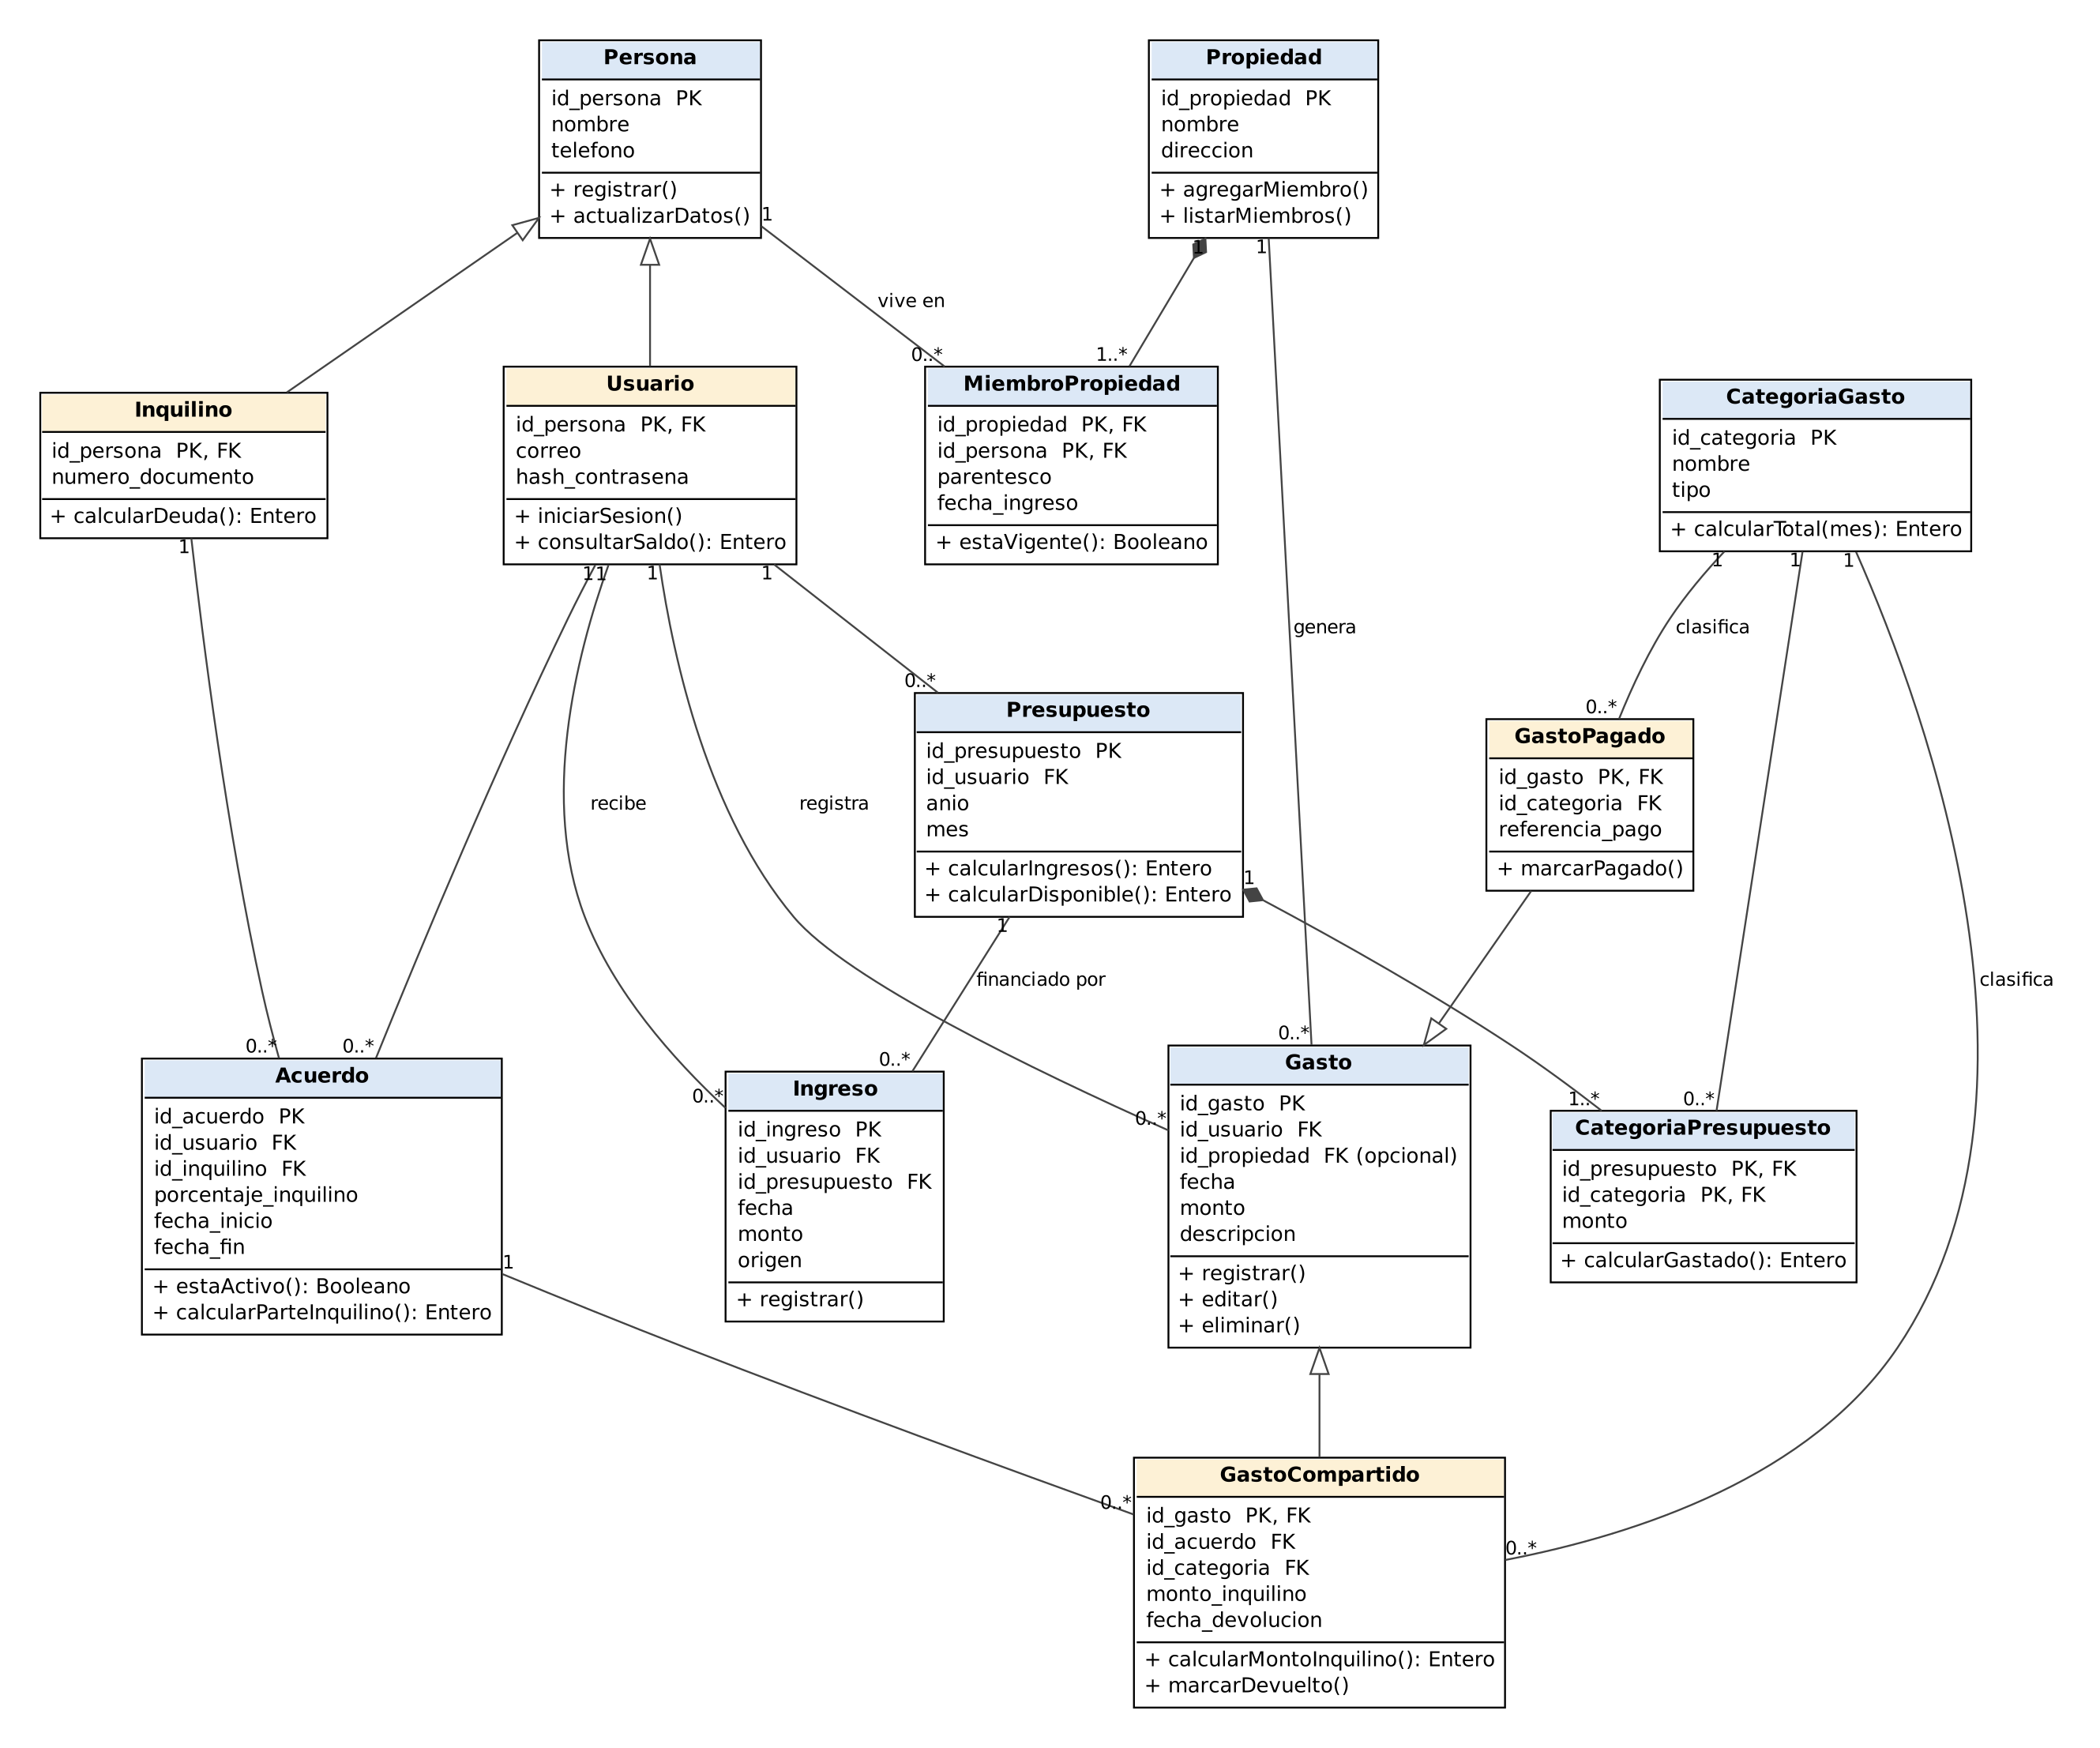 Persona
id_persona  PK
nombre
telefono
+ registrar()
+ actualizarDatos()
1
Propiedad
id_propiedad  PK
nombre
direccion
+ agregarMiembro()
+ listarMiembros()
1
1
vive en
0..*
1..*
Inquilino
id_persona  PK, FK
numero_documento
+ calcularDeuda(): Entero
1
Usuario
id_persona  PK, FK
correo
hash_contrasena
+ iniciarSesion()
+ consultarSaldo(): Entero
1
1
1
1
MiembroPropiedad
id_propiedad  PK, FK
id_persona  PK, FK
parentesco
fecha_ingreso
+ estaVigente(): Booleano
CategoriaGasto
id_categoria  PK
nombre
tipo
+ calcularTotal(mes): Entero
1
1
1
genera
clasifica
0..*
0..*
Presupuesto
id_presupuesto  PK
id_usuario  FK
anio
mes
+ calcularIngresos(): Entero
+ calcularDisponible(): Entero
1
1
GastoPagado
id_gasto  PK, FK
id_categoria  FK
referencia_pago
+ marcarPagado()
recibe
registra
financiado por
clasifica
0..*
0..*
0..*
0..*
0..*
0..*
1..*
0..*
Acuerdo
id_acuerdo  PK
id_usuario  FK
id_inquilino  FK
porcentaje_inquilino
fecha_inicio
fecha_fin
+ estaActivo(): Booleano
+ calcularParteInquilino(): Entero
1
Ingreso
id_ingreso  PK
id_usuario  FK
id_presupuesto  FK
fecha
monto
origen
+ registrar()
Gasto
id_gasto  PK
id_usuario  FK
id_propiedad  FK (opcional)
fecha
monto
descripcion
+ registrar()
+ editar()
+ eliminar()
CategoriaPresupuesto
id_presupuesto  PK, FK
id_categoria  PK, FK
monto
+ calcularGastado(): Entero
0..*
0..*
GastoCompartido
id_gasto  PK, FK
id_acuerdo  FK
id_categoria  FK
monto_inquilino
fecha_devolucion
+ calcularMontoInquilino(): Entero
+ marcarDevuelto()